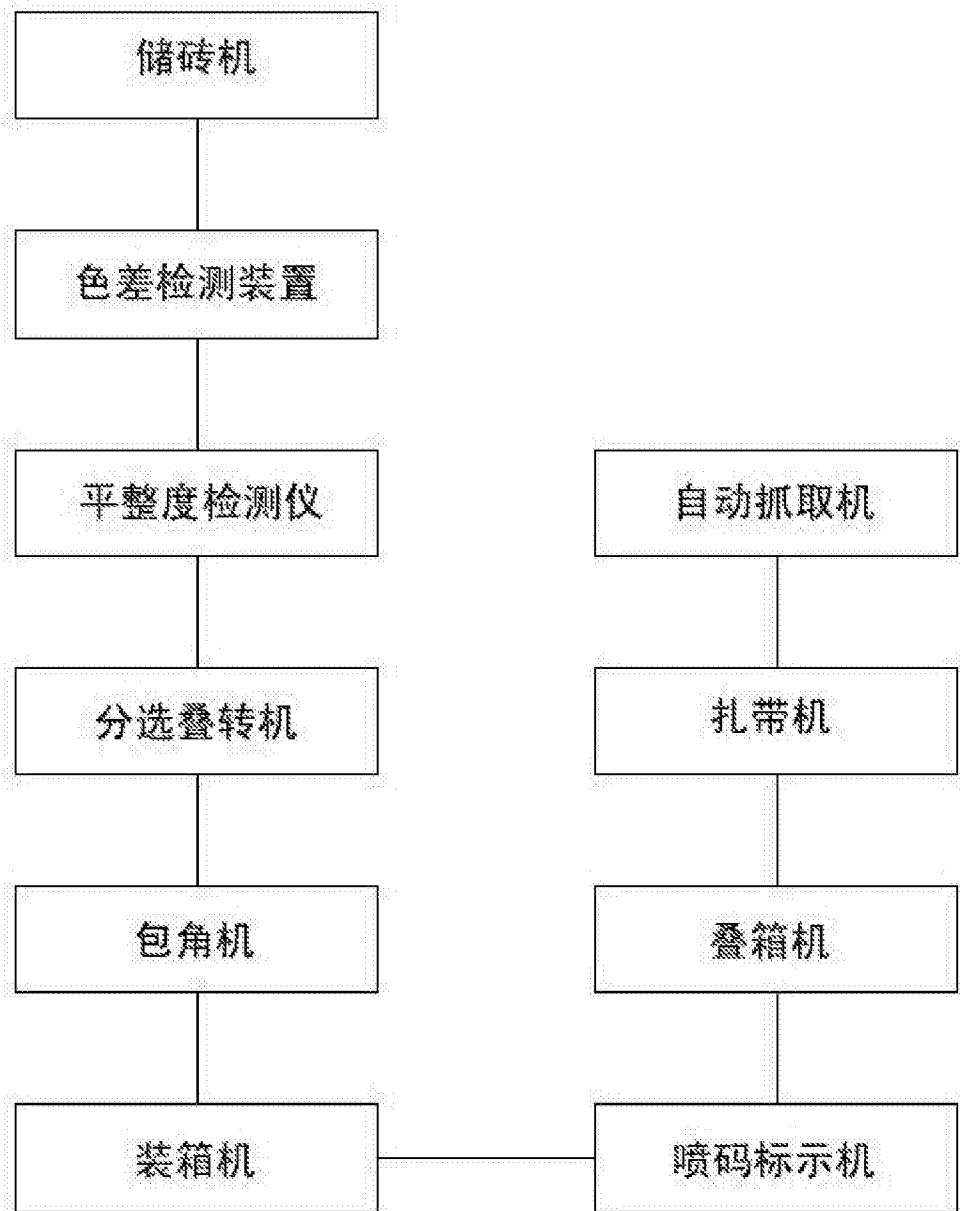 储砖机
色差检测装置
平整度检测仪
自动抓取机
分选叠转机
扎带机
包角机
叠箱机
装箱机
喷码标示机